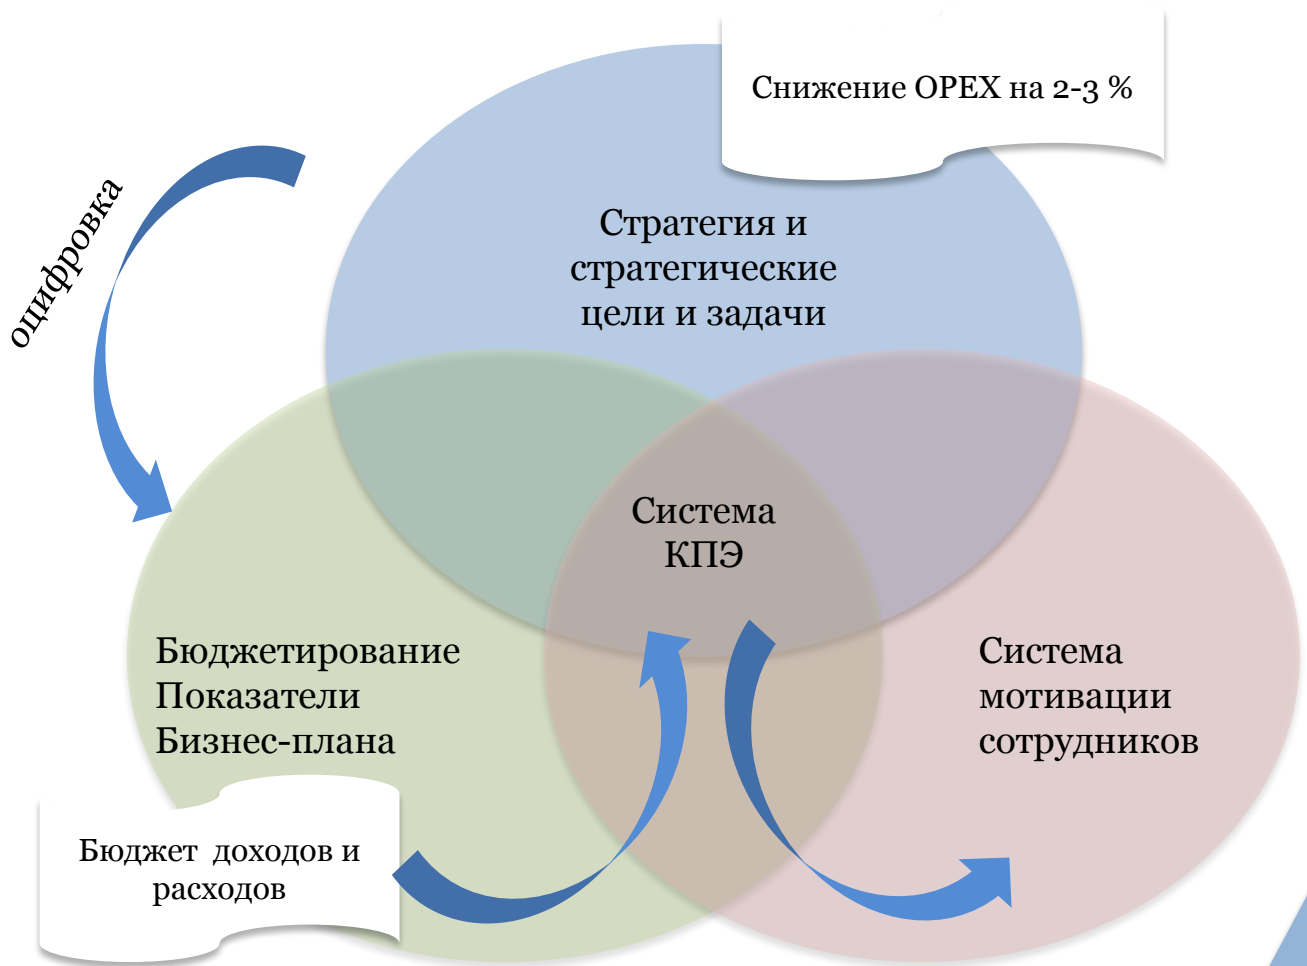 Снижение OPEX на 2-3 %
оцифровка
Стратегия и
стратегические
цели и задачи
Система
КПЭ
Бюджетирование
Показатели
Бизнес-плана
Система
мотивации
сотрудников
Бюджет доходов и
расходов